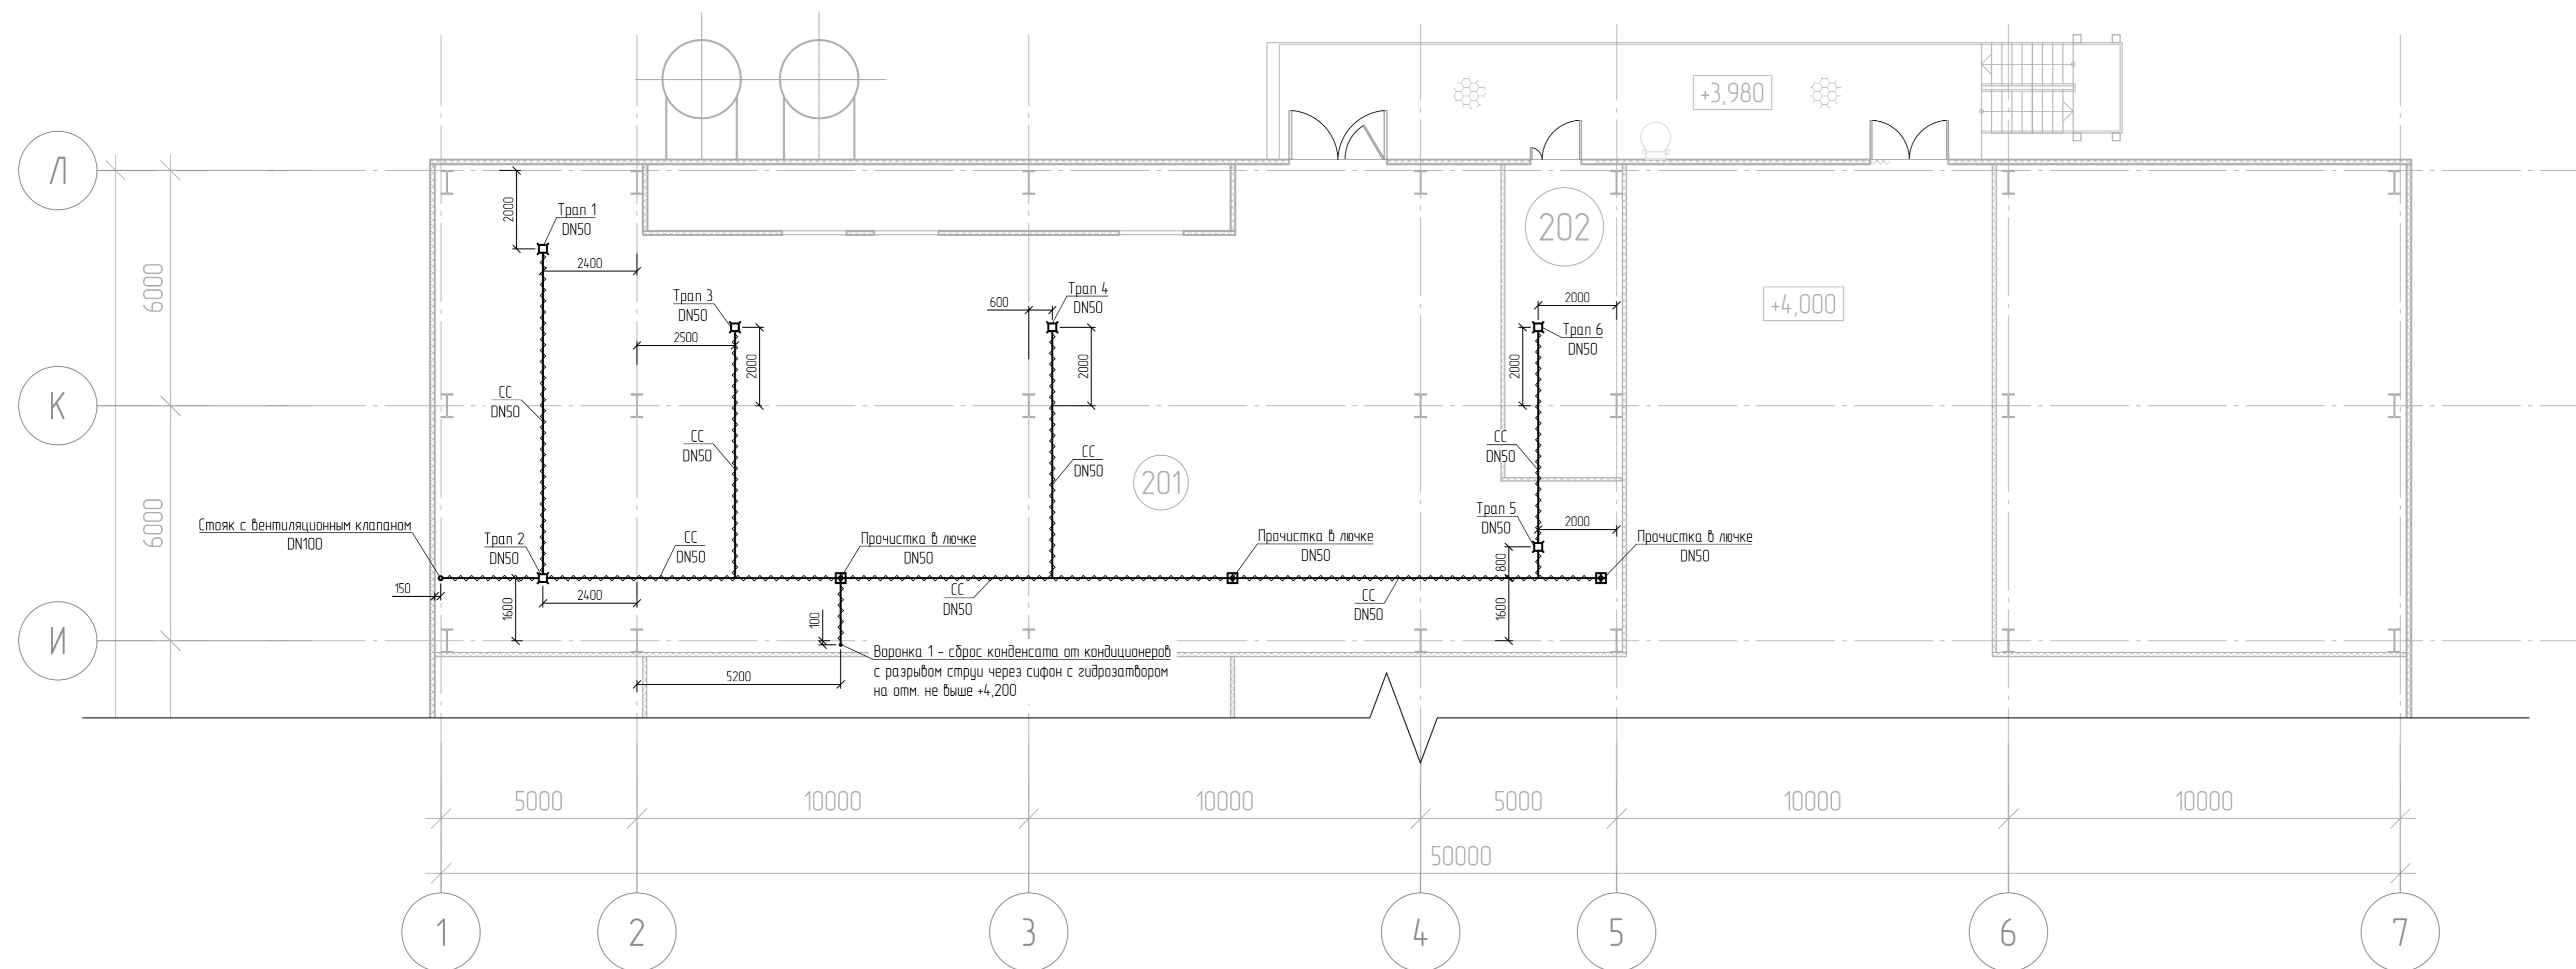 +3,980
Л
202
2000
Трап 1
DN50
2400
6000
Трап 3
DN50
2500
2000
600
Трап 4
DN50
2000
2000
Трап 6
DN50
2000
+4,000
К
СС
DN50
СС
DN50
СС
DN50
201
СС
DN50
6000
Стояк с вентиляционным клапаном
DN100
Трап 2
DN50
СС
DN50
Прочистка в лючке
DN50
Прочистка в лючке
DN50
Трап 5
DN50
2000
Прочистка в лючке
DN50
800
150
1600
2400
СС
DN50
СС
DN50
1600
100
И
Воронка 1 - сброс конденсата от кондиционеров
с разрывом струи через сифон с гидрозатвором
на отм. не выше +4,200
5200
5000
10000
10000
5000
10000
10000
50000
1
2
3
4
5
6
7